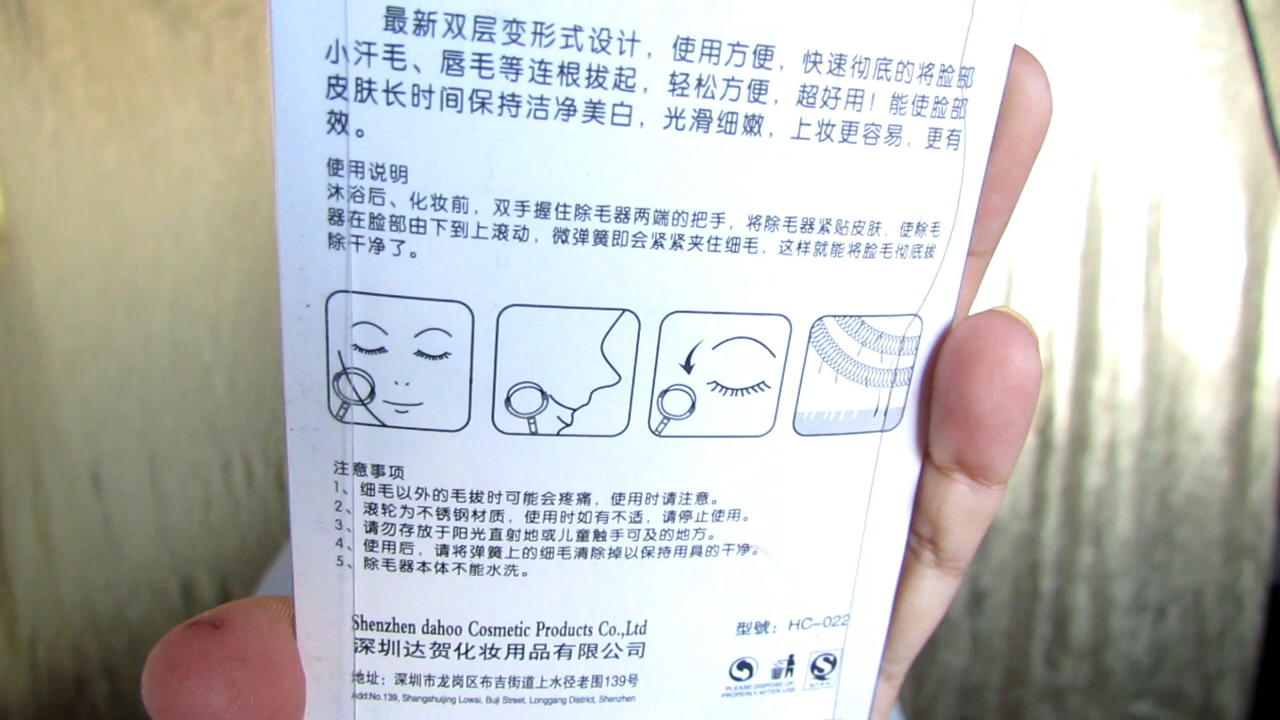 最新双层变形式设计，使用方便，快速彻底的将脸部
小汗毛、唇毛等连根拔起，轻松方便，超好用！能使脸部
皮肤长时间保持洁净美白，光滑细嫩，上妆更容易，更有
效。
使用说明
沐浴后、化妆前，双手握住除毛器两端的把手，将除毛器紧贴皮肤，使除毛
器在脸部由下到上滚动，微弹簧即会紧紧夹住细毛，这样就能将脸毛彻底拔
除干净了。
注意事项
1、细毛以外的毛拔时可能会疼痛，使用时请注意。
2、滚轮为不锈钢材质，使用时如有不适，请停止使用。
3、请勿存放于阳光直射地或儿童触手可及的地方。
4、使用后，请将弹簧上的细毛清除掉以保持用具的干净。
5、除毛器本体不能水洗。
Shenzhen dahoo Cosmetic Products Co.,Ltd
深圳达贺化妆用品有限公司
地址：深圳市龙岗区布吉街道上水径老围139号
Add:No.139, Shangshuijing Lowai, Buji Street, Longgang District, Shenzhen
型號：HC-022
PLEASE DISPOSE OF
PROPERLY AFTER USE